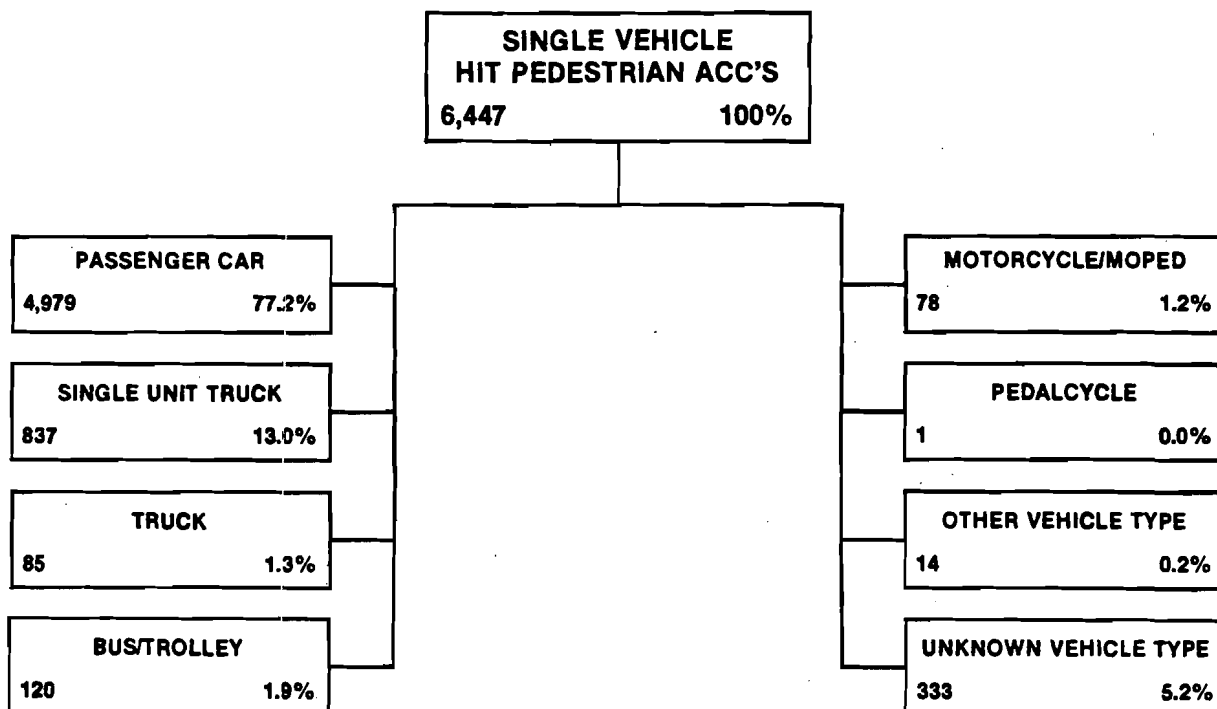 SINGLE VEHICLE
HIT PEDESTRIAN ACC'S
6,447 100%
PASSENGER CAR
4,979 77.2%
SINGLE UNIT TRUCK
837 13.0%
TRUCK
85 1.3%
BUS/TROLLEY
120 1.9%
MOTORCYCLE/MOPED
78 1.2%
PEDALCYCLE
1 0.0%
OTHER VEHICLE TYPE
14 0.2%
UNKNOWN VEHICLE TYPE
333 5.2%